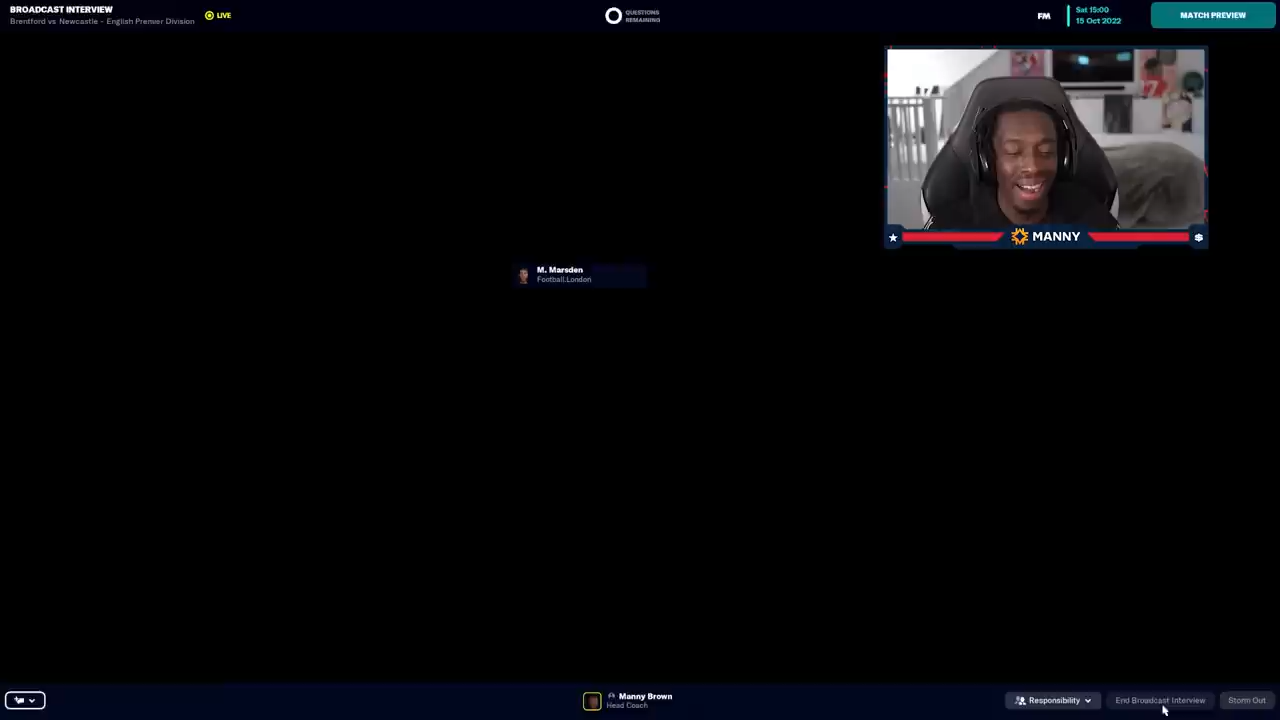 BROADCAST INTERVIEW
Brentford vs Newcastle - English Premier Division
LIVE
QUESTIONS
REMAINING
FM
Sat 15:00
15 Oct 2022
MATCH PREVIEW
MANNY
M. Marsden
Football.London
Manny Brown
Head Coach
Responsibility
End Broadcast Interview
Storm Out